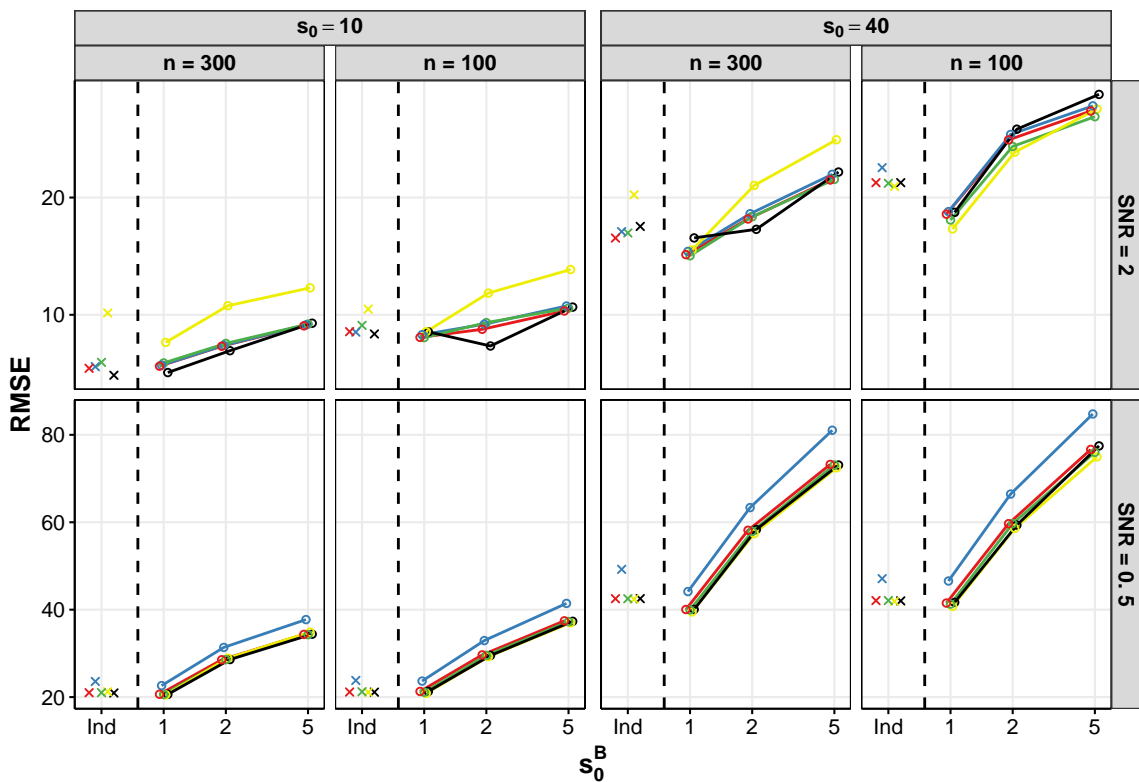 s₀ = 10
s₀ = 40
n = 300
n = 100
n = 300
n = 100
20
10
SNR = 2
RMSE
80
60
40
20
SNR = 0. 5
Ind 1 2 5
Ind 1 2 5
Ind 1 2 5
Ind 1 2 5
s₀ᴮ